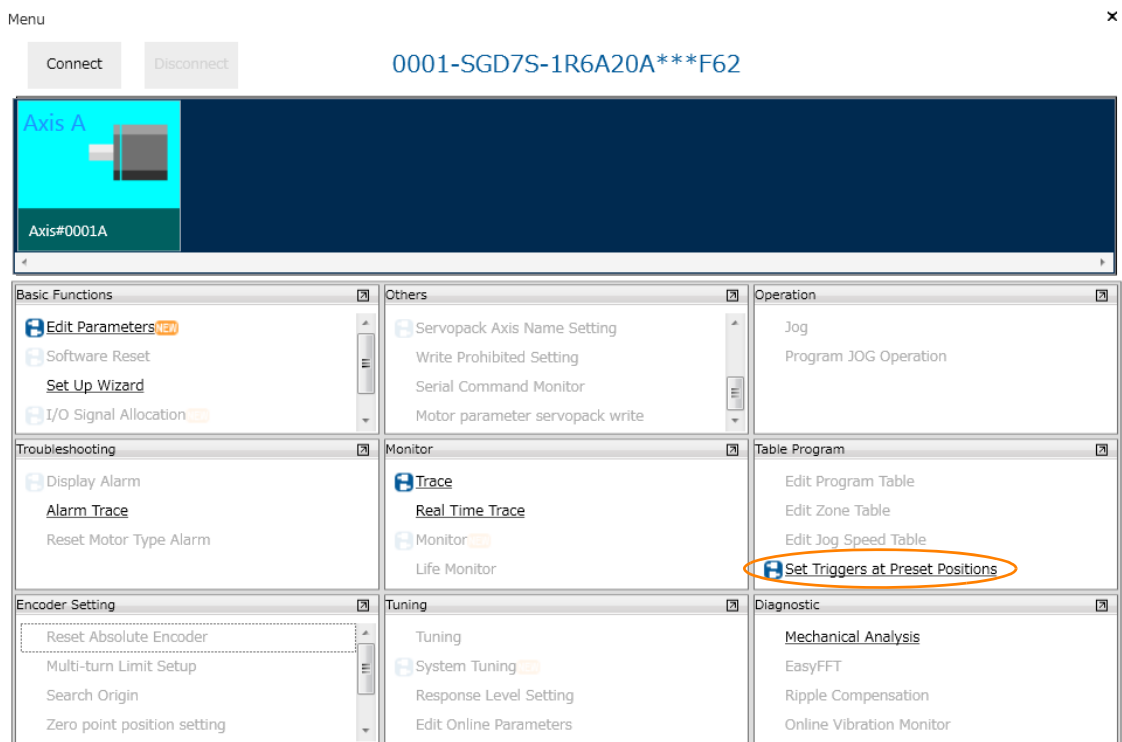 Menu
×
Connect
Disconnect
0001-SGD7S-1R6A20A***F62
Axis A
Axis#0001A
Basic Functions
Edit Parameters NEW
Software Reset
Set Up Wizard
I/O Signal Allocation
Others
Servopack Axis Name Setting
Write Prohibited Setting
Serial Command Monitor
Motor parameter servopack write
Operation
Jog
Program JOG Operation
Troubleshooting
Display Alarm
Alarm Trace
Reset Motor Type Alarm
Monitor
Trace
Real Time Trace
Monitor
Life Monitor
Table Program
Edit Program Table
Edit Zone Table
Edit Jog Speed Table
Set Triggers at Preset Positions
Encoder Setting
Reset Absolute Encoder
Multi-turn Limit Setup
Search Origin
Zero point position setting
Tuning
Tuning
System Tuning
Response Level Setting
Edit Online Parameters
Diagnostic
Mechanical Analysis
EasyFFT
Ripple Compensation
Online Vibration Monitor